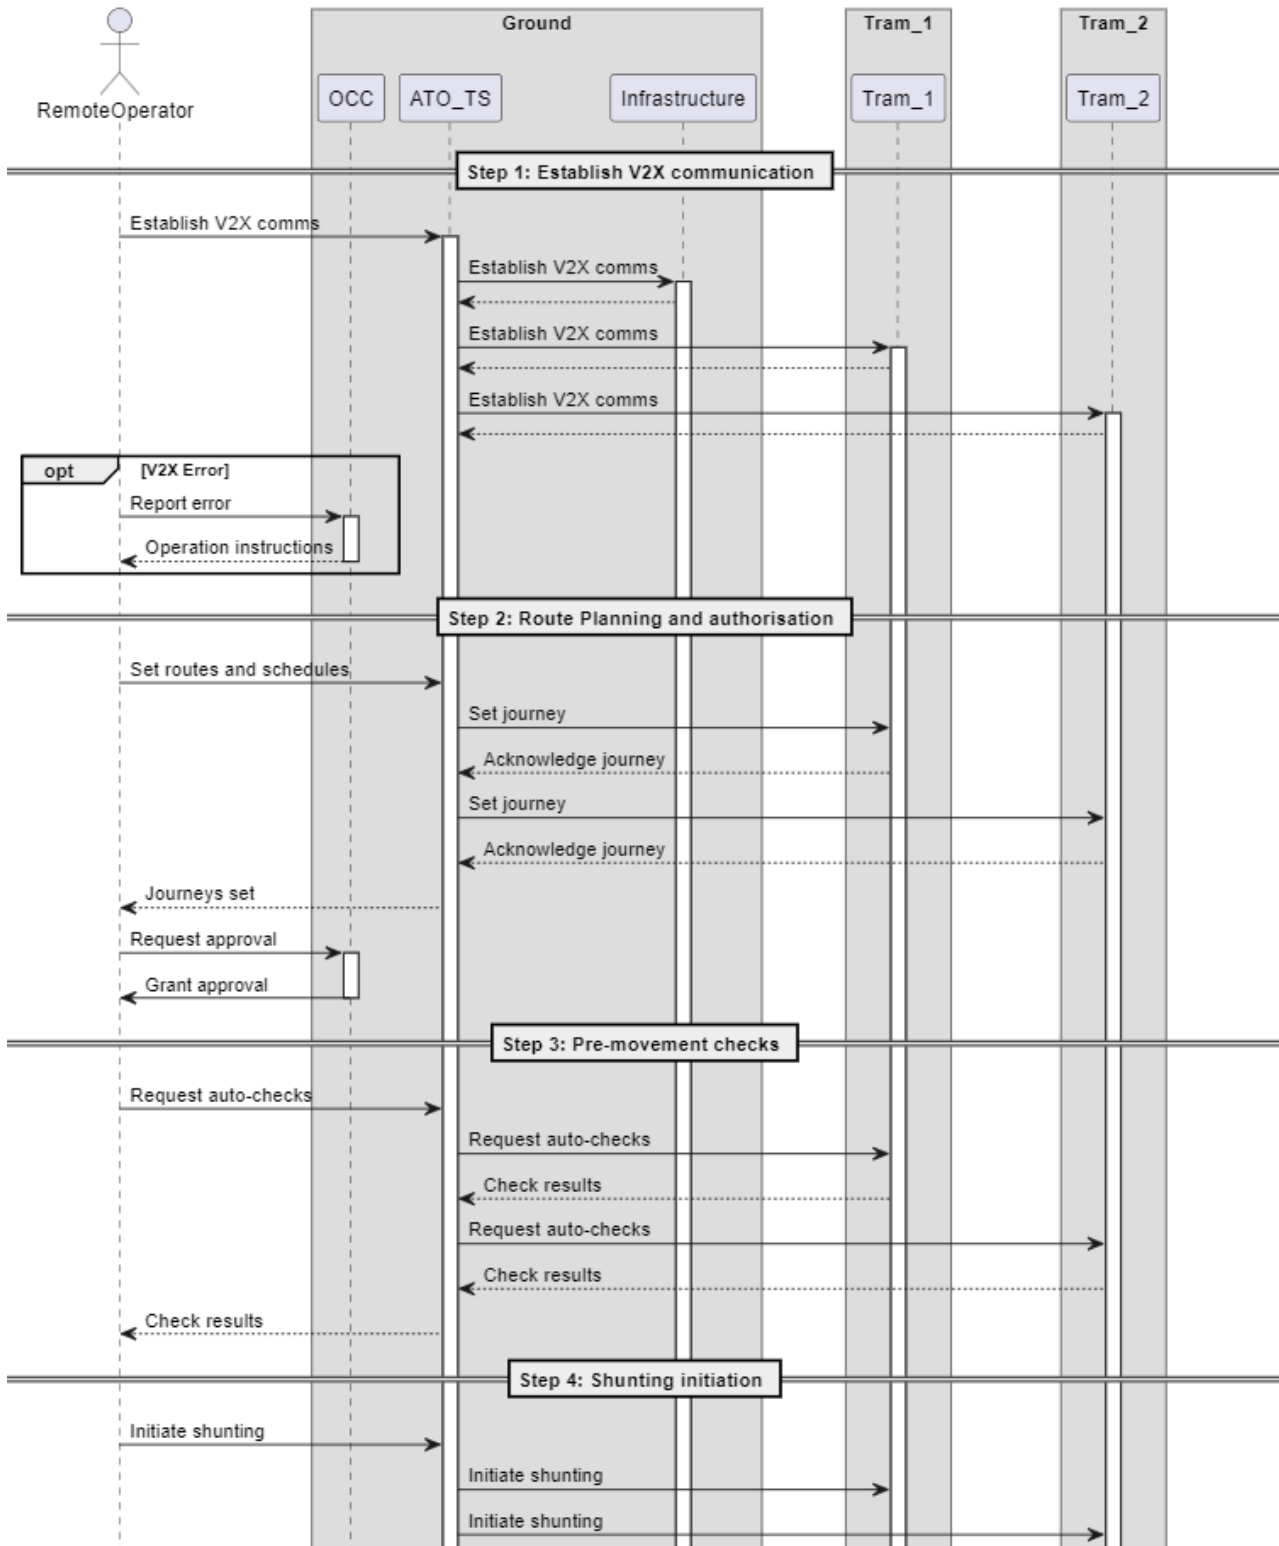 Ground
Tram_1
Tram_2
RemoteOperator
OCC
ATO_TS
Infrastructure
Tram_1
Tram_2
Step 1: Establish V2X communication
Establish V2X comms
Establish V2X comms
Establish V2X comms
Establish V2X comms
opt
[V2X Error]
Report error
Operation instructions
Step 2: Route Planning and authorisation
Set routes and schedules
Set journey
Acknowledge journey
Set journey
Acknowledge journey
Journeys set
Request approval
Grant approval
Step 3: Pre-movement checks
Request auto-checks
Request auto-checks
Check results
Request auto-checks
Check results
Check results
Step 4: Shunting initiation
Initiate shunting
Initiate shunting
Initiate shunting